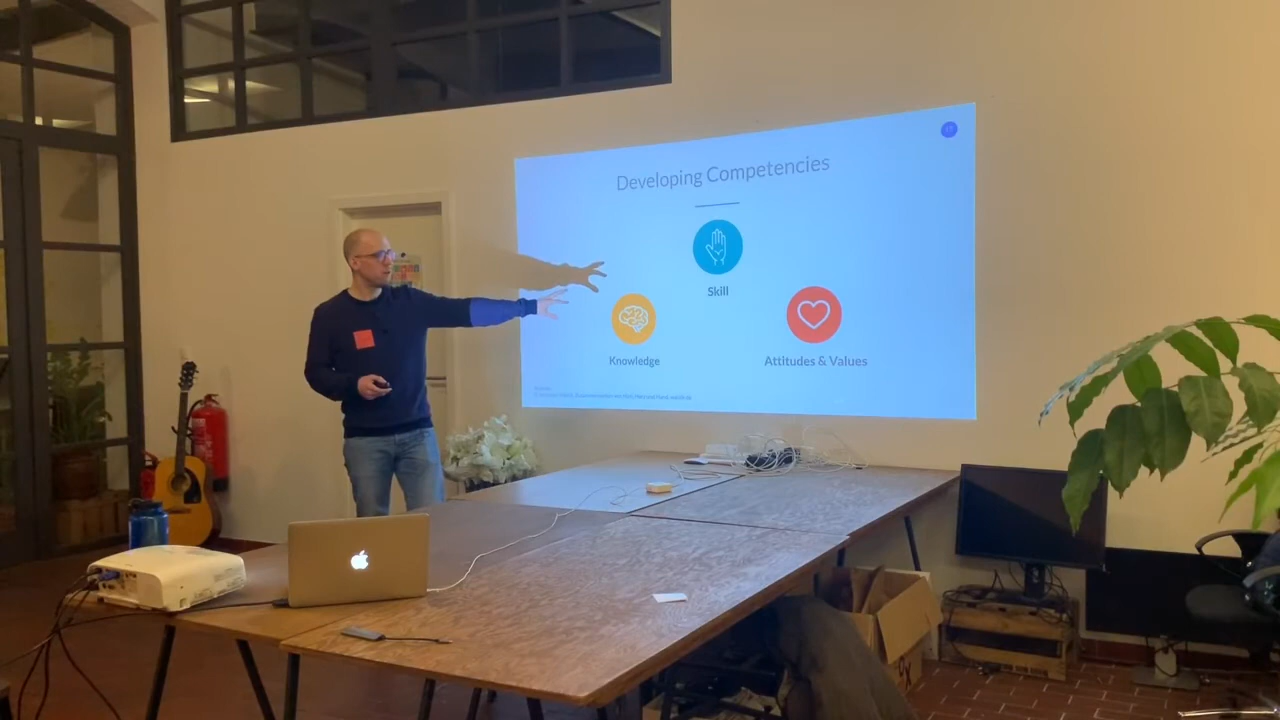 Developing Competencies
Skill
Knowledge
Attitudes & Values